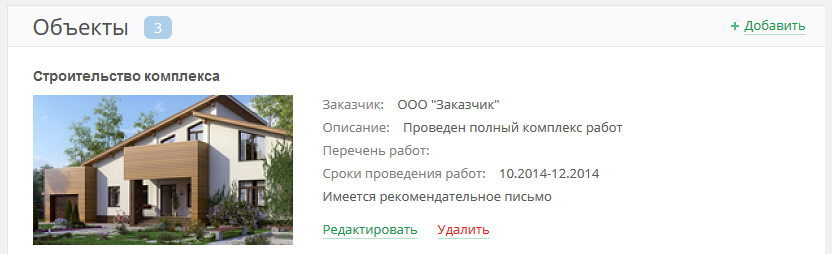 Объекты 3
+ Добавить
Строительство комплекса
Заказчик: ООО "Заказчик"
Описание: Проведен полный комплекс работ
Перечень работ:
Сроки проведения работ: 10.2014-12.2014
Имеется рекомендательное письмо
Редактировать Удалить